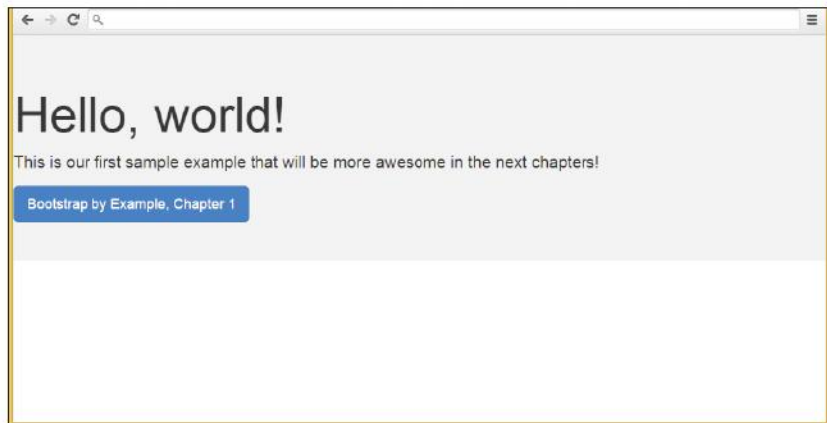 Hello, world!
This is our first sample example that will be more awesome in the next chapters!
Bootstrap by Example, Chapter 1